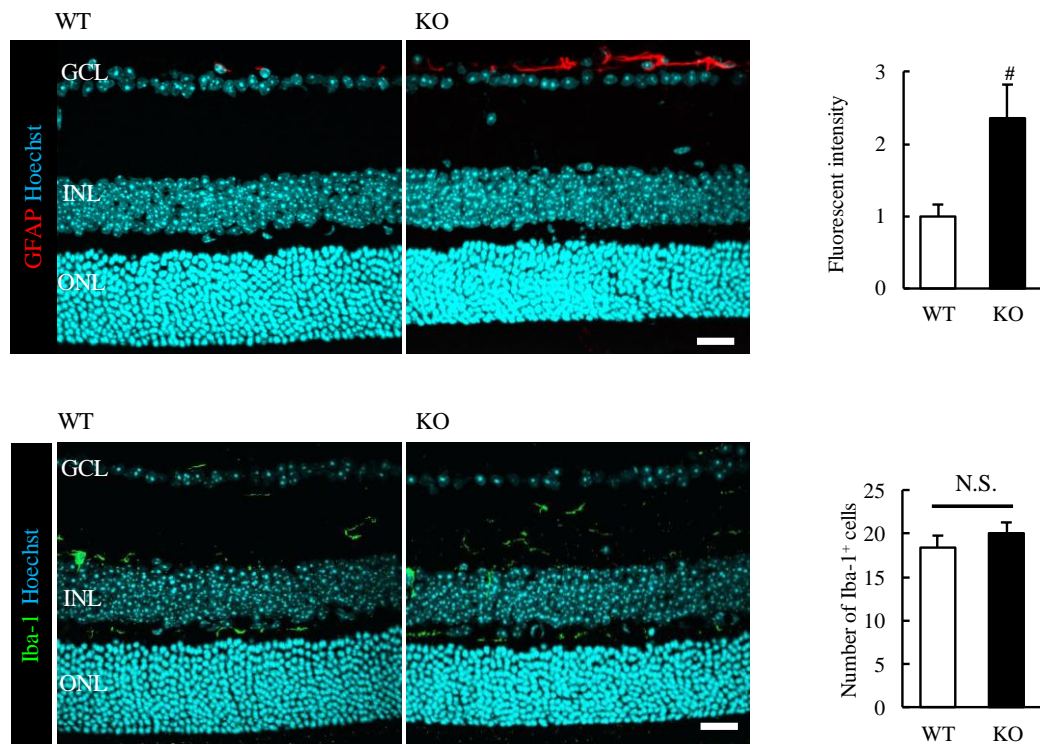 WT
KO
GFAP Hoechst
GCL
INL
ONL
Fluorescent intensity
3
2
1
0
#
WT
KO
WT
KO
Iba-1 Hoechst
GCL
INL
ONL
Number of Iba-1⁺ cells
25
20
15
10
5
0
N.S.
WT
KO